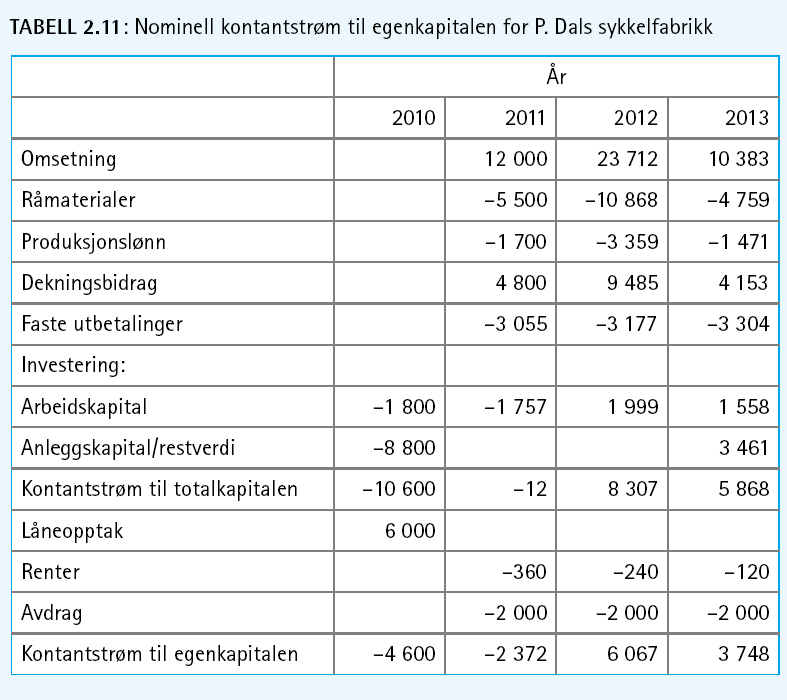 TABELL 2.11: Nominell kontantstrøm til egenkapitalen for P. Dals sykkelfabrikk
År
2010 2011 2012 2013
Omsetning 12 000 23 712 10 383
Råmaterialer –5 500 –10 868 –4 759
Produksjonslønn –1 700 –3 359 –1 471
Dekningsbidrag 4 800 9 485 4 153
Faste utbetalinger –3 055 –3 177 –3 304
Investering:
Arbeidskapital –1 800 –1 757 1 999 1 558
Anleggskapital/restverdi –8 800 3 461
Kontantstrøm til totalkapitalen –10 600 –12 8 307 5 868
Låneopptak 6 000
Renter –360 –240 –120
Avdrag –2 000 –2 000 –2 000
Kontantstrøm til egenkapitalen –4 600 –2 372 6 067 3 748